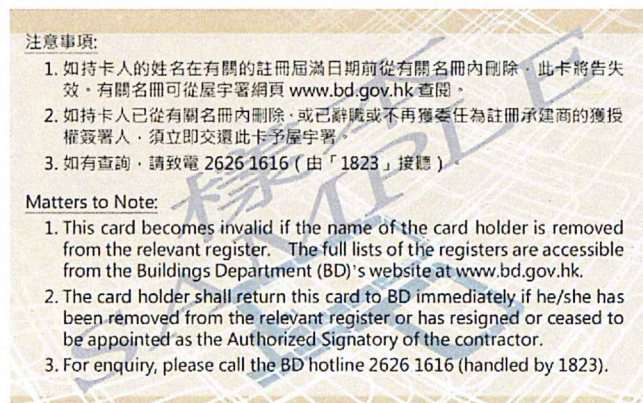 注意事項:
1. 如持卡人的姓名在有關的註冊屆滿日期前從有關名冊內刪除，此卡將告失
效。有關名冊可從屋宇署網頁 www.bd.gov.hk 查閱。
2. 如持卡人已從有關名冊內刪除，或已辭職或不再獲委任為註冊承建商的獲授
權簽署人，須立即交還此卡予屋宇署。
3. 如有查詢，請致電 2626 1616 ( 由「1823」接聽 )。
Matters to Note:
1. This card becomes invalid if the name of the card holder is removed
from the relevant register. The full lists of the registers are accessible
from the Buildings Department (BD)'s website at www.bd.gov.hk.
2. The card holder shall return this card to BD immediately if he/she has
been removed from the relevant register or has resigned or ceased to
be appointed as the Authorized Signatory of the contractor.
3. For enquiry, please call the BD hotline 2626 1616 (handled by 1823).
樣本
SAMPLE